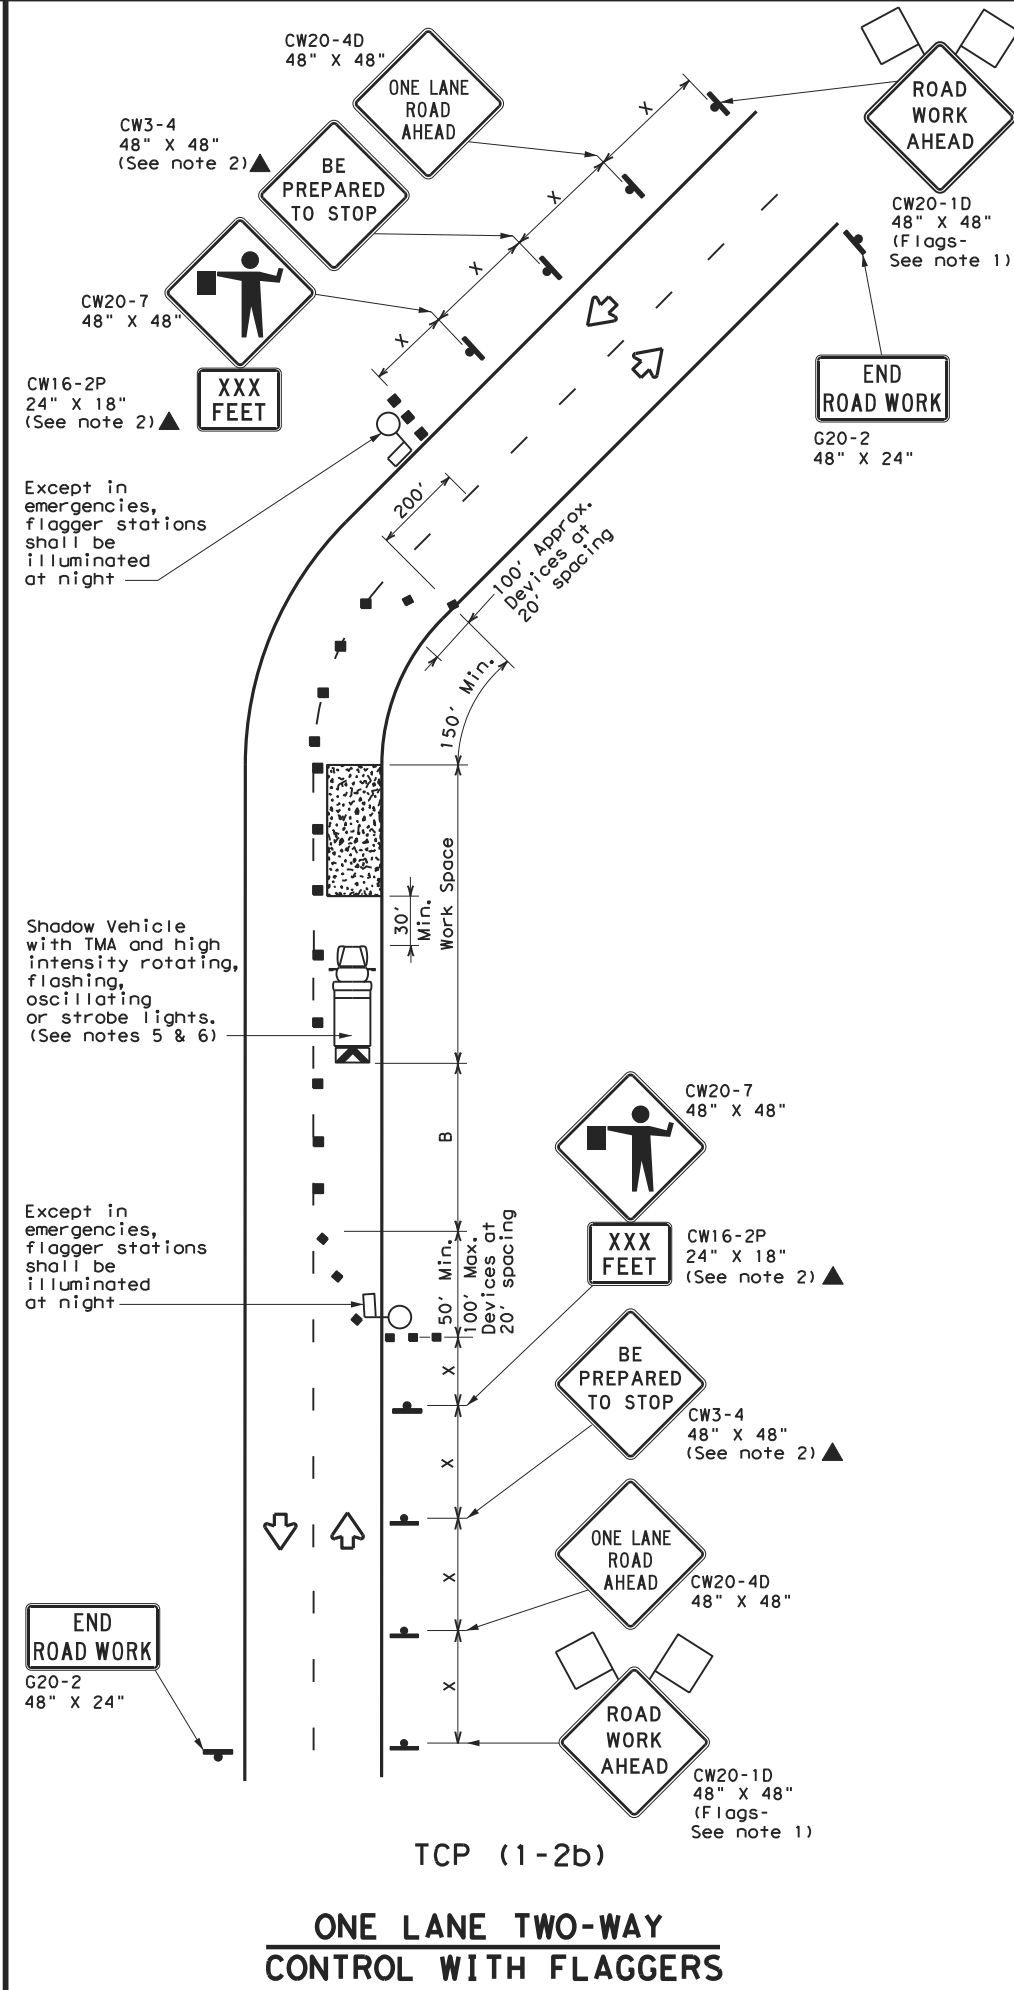 CW20-4D
48" X 48"
ONE LANE
ROAD
AHEAD
X
ROAD
WORK
AHEAD
CW20-1D
48" X 48"
(Flags-
See note 1)
CW3-4
48" X 48"
(See note 2)
BE
PREPARED
TO STOP
X
X
CW20-7
48" X 48"
X
CW16-2P
24" X 18"
(See note 2)
XXX
FEET
END
ROAD WORK
G20-2
48" X 24"
Except in
emergencies,
flagger stations
shall be
illuminated
at night
200'
100' Approx.
Devices at
20' spacing
150' Min.
Work Space
30'
Min.
Shadow Vehicle
with TMA and high
intensity rotating,
flashing,
oscillating
or strobe lights.
(See notes 5 & 6)
B
CW20-7
48" X 48"
XXX
FEET
CW16-2P
24" X 18"
(See note 2)
Except in
emergencies,
flagger stations
shall be
illuminated
at night
50' Min.
100' Max.
Devices at
20' spacing
X
BE
PREPARED
TO STOP
CW3-4
48" X 48"
(See note 2)
X
ONE LANE
ROAD
AHEAD
CW20-4D
48" X 48"
X
END
ROAD WORK
G20-2
48" X 24"
X
ROAD
WORK
AHEAD
CW20-1D
48" X 48"
(Flags-
See note 1)
TCP (1-2b)
ONE LANE TWO-WAY
CONTROL WITH FLAGGERS